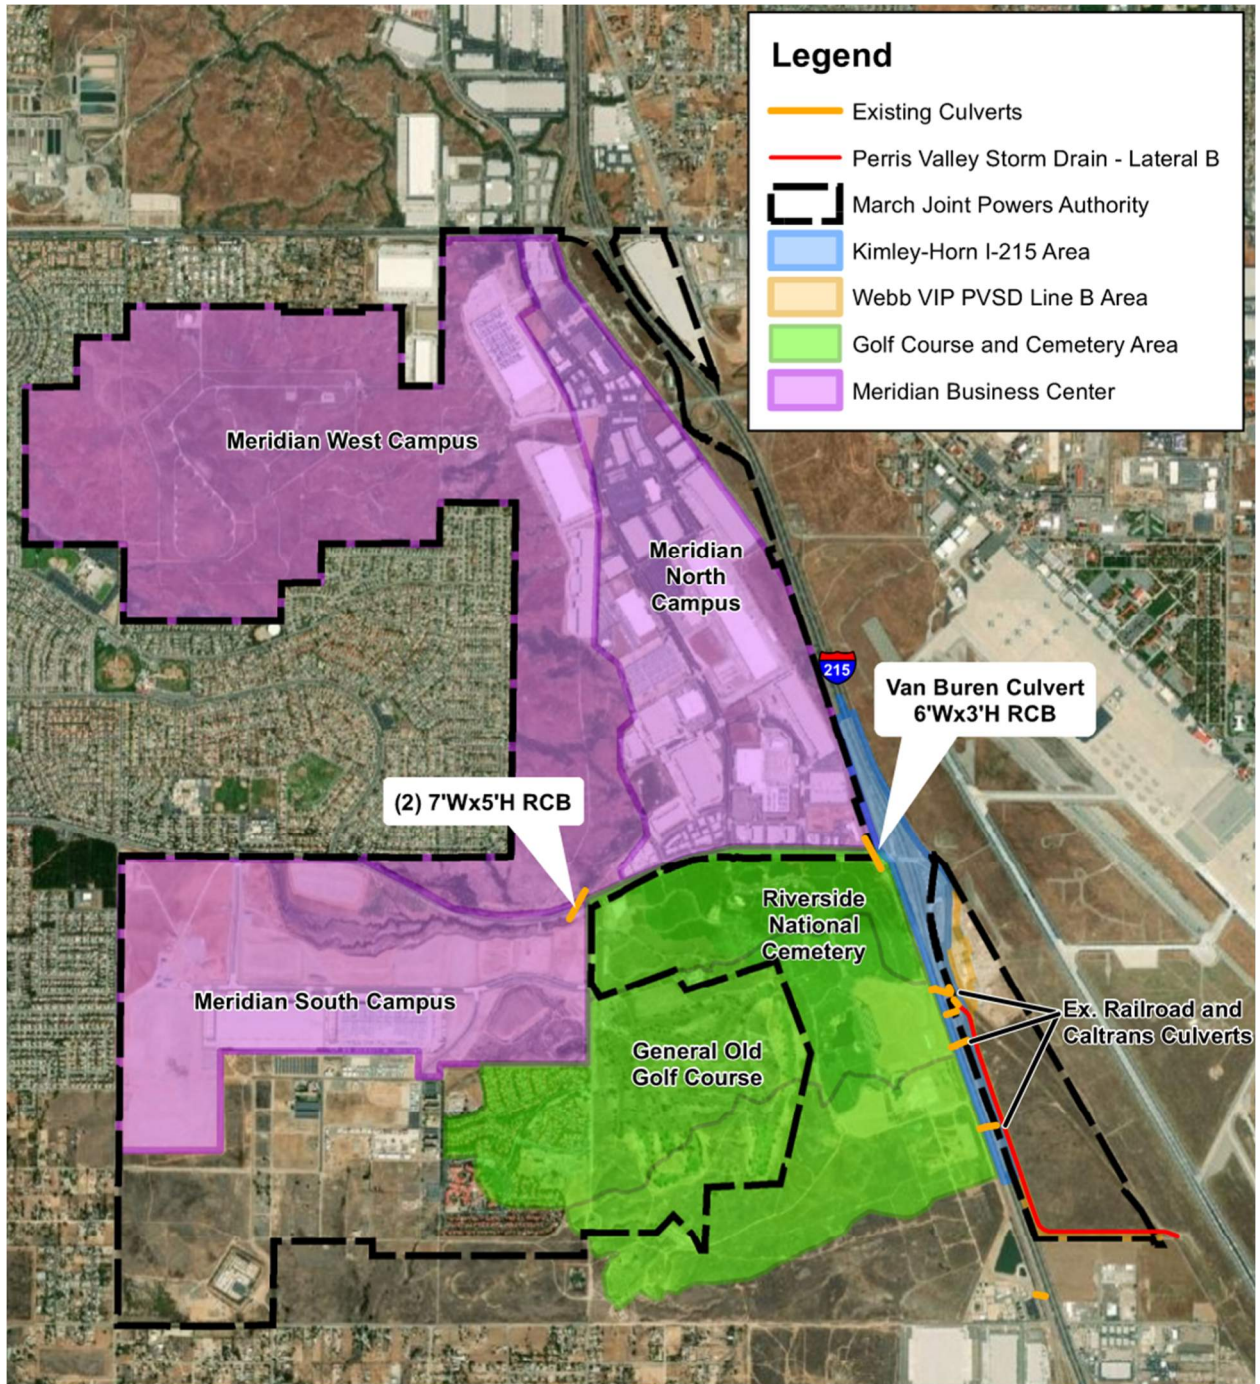 Legend
Existing Culverts
Perris Valley Storm Drain - Lateral B
March Joint Powers Authority
Kimley-Horn I-215 Area
Webb VIP PVSD Line B Area
Golf Course and Cemetery Area
Meridian Business Center
Meridian West Campus
Meridian
North
Campus
215
Van Buren Culvert
6'Wx3'H RCB
(2) 7'Wx5'H RCB
Riverside
National
Cemetery
Meridian South Campus
Ex. Railroad and
Caltrans Culverts
General Old
Golf Course